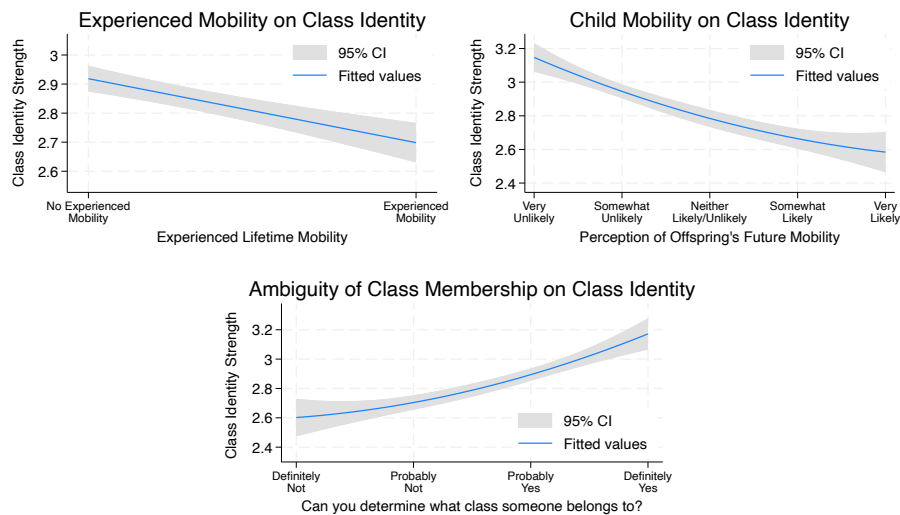 Experienced Mobility on Class Identity
Class Identity Strength
3
2.9
2.8
2.7
2.6
95% CI
Fitted values
No Experienced
Mobility
Experienced
Mobility
Experienced Lifetime Mobility
Child Mobility on Class Identity
Class Identity Strength
3.2
3
2.8
2.6
2.4
95% CI
Fitted values
Very
Unlikely
Somewhat
Unlikely
Neither
Likely/Unlikely
Somewhat
Likely
Very
Likely
Perception of Offspring's Future Mobility
Ambiguity of Class Membership on Class Identity
Class Identity Strength
3.2
3
2.8
2.6
2.4
95% CI
Fitted values
Definitely
Not
Probably
Not
Probably
Yes
Definitely
Yes
Can you determine what class someone belongs to?